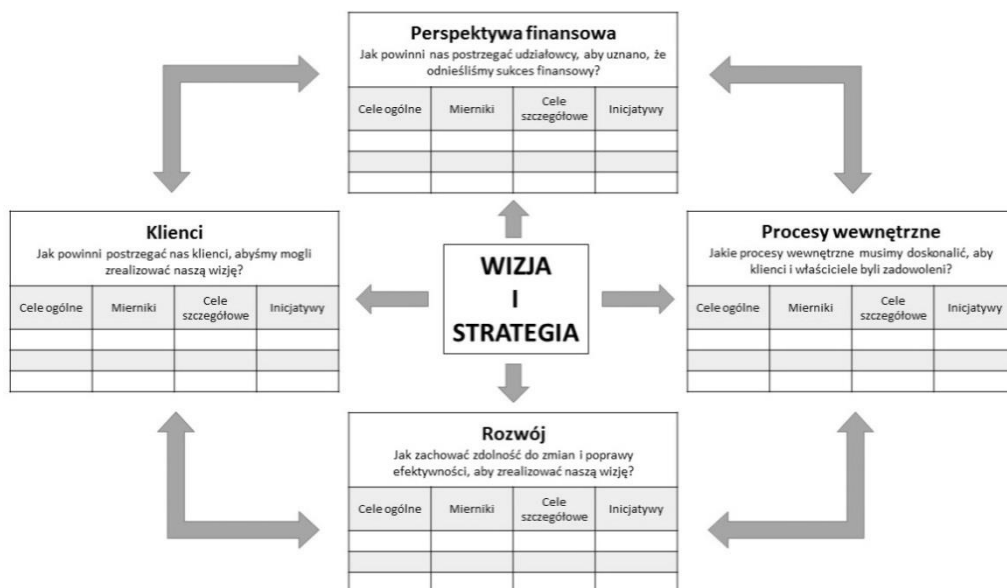 Perspektywa finansowa
Jak powinni nas postrzegać udziałowcy, aby uznano, że
odnieśliśmy sukces finansowy?
Cele ogólne Mierniki Cele szczegółowe Inicjatywy
Klienci
Jak powinni postrzegać nas klienci, abyśmy mogli
zrealizować naszą wizję?
Cele ogólne Mierniki Cele szczegółowe Inicjatywy
WIZJA
I
STRATEGIA
Procesy wewnętrzne
Jakie procesy wewnętrzne musimy doskonalić, aby
klienci i właściciele byli zadowoleni?
Cele ogólne Mierniki Cele szczegółowe Inicjatywy
Rozwój
Jak zachować zdolność do zmian i poprawy
efektywności, aby zrealizować naszą wizję?
Cele ogólne Mierniki Cele szczegółowe Inicjatywy